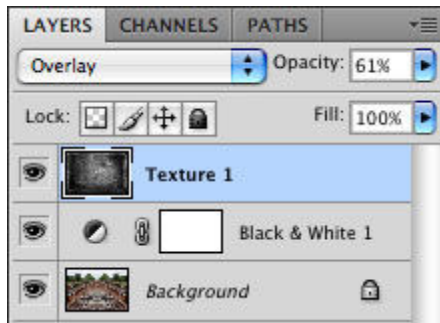 LAYERS CHANNELS PATHS
Overlay Opacity: 61%
Lock: Fill: 100%
Texture 1
Black & White 1
Background